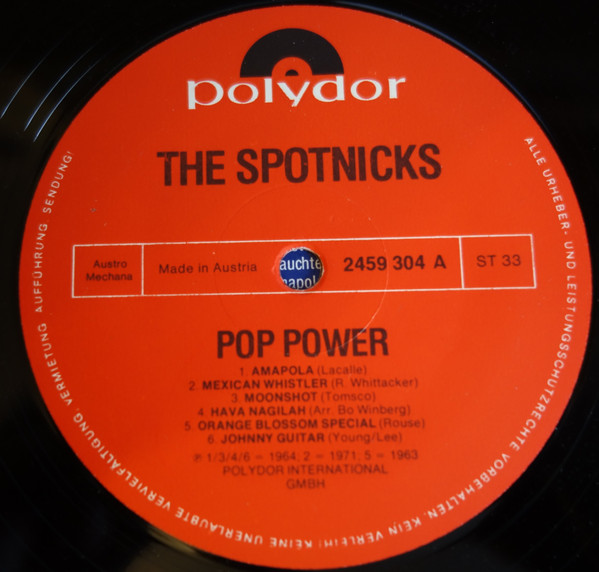 polydor
THE SPOTNICKS
Austro
Mechana
Made in Austria
auchte
napol
2459 304 A
ST 33
POP POWER
1. AMAPOLA (Lacalle)
2. MEXICAN WHISTLER (R. Whittacker)
3. MOONSHOT (Tomsco)
4. HAVA NAGILAH (Arr. Bo Winberg)
5. ORANGE BLOSSOM SPECIAL (Rouse)
6. JOHNNY GUITAR (Young/Lee)
℗ 1/3/4/6 = 1964; 2 = 1971; 5 = 1963
POLYDOR INTERNATIONAL
GMBH
ALLE URHEBER- UND LEISTUNGSSCHUTZRECHTE VORBEHALTEN. KEIN VERLEIH! KEINE UNERLAUBTE VERVIELFÄLTIGUNG, VERMIETUNG, AUFFÜHRUNG, SENDUNG!